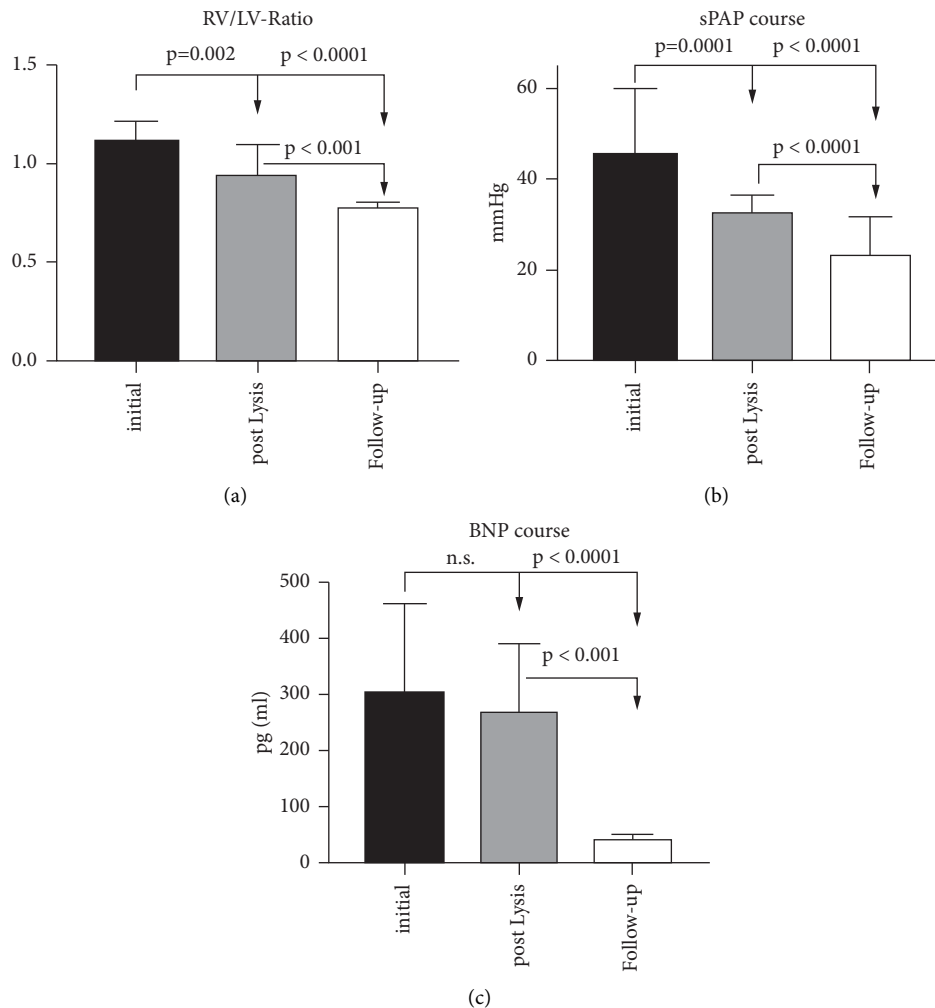 RV/LV-Ratio
p=0.002 p < 0.0001
p < 0.001
1.5
1.0
0.5
0.0
initial
post Lysis
Follow-up
(a)
sPAP course
p=0.0001 p < 0.0001
p < 0.0001
60
40
20
0
mmHg
initial
post Lysis
Follow-up
(b)
BNP course
n.s. p < 0.0001
p < 0.001
500
400
300
200
100
0
pg (ml)
initial
post Lysis
Follow-up
(c)